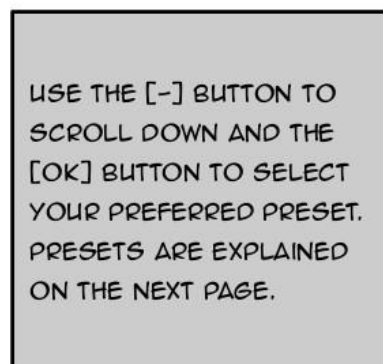 USE THE [-] BUTTON TO
SCROLL DOWN AND THE
[OK] BUTTON TO SELECT
YOUR PREFERRED PRESET.
PRESETS ARE EXPLAINED
ON THE NEXT PAGE.